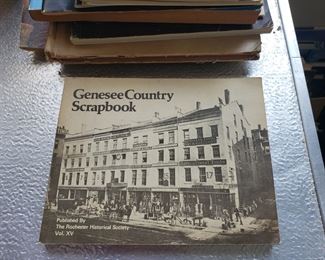 Genesee Country
Scrapbook
Published By
The Rochester Historical Society
Vol. XV